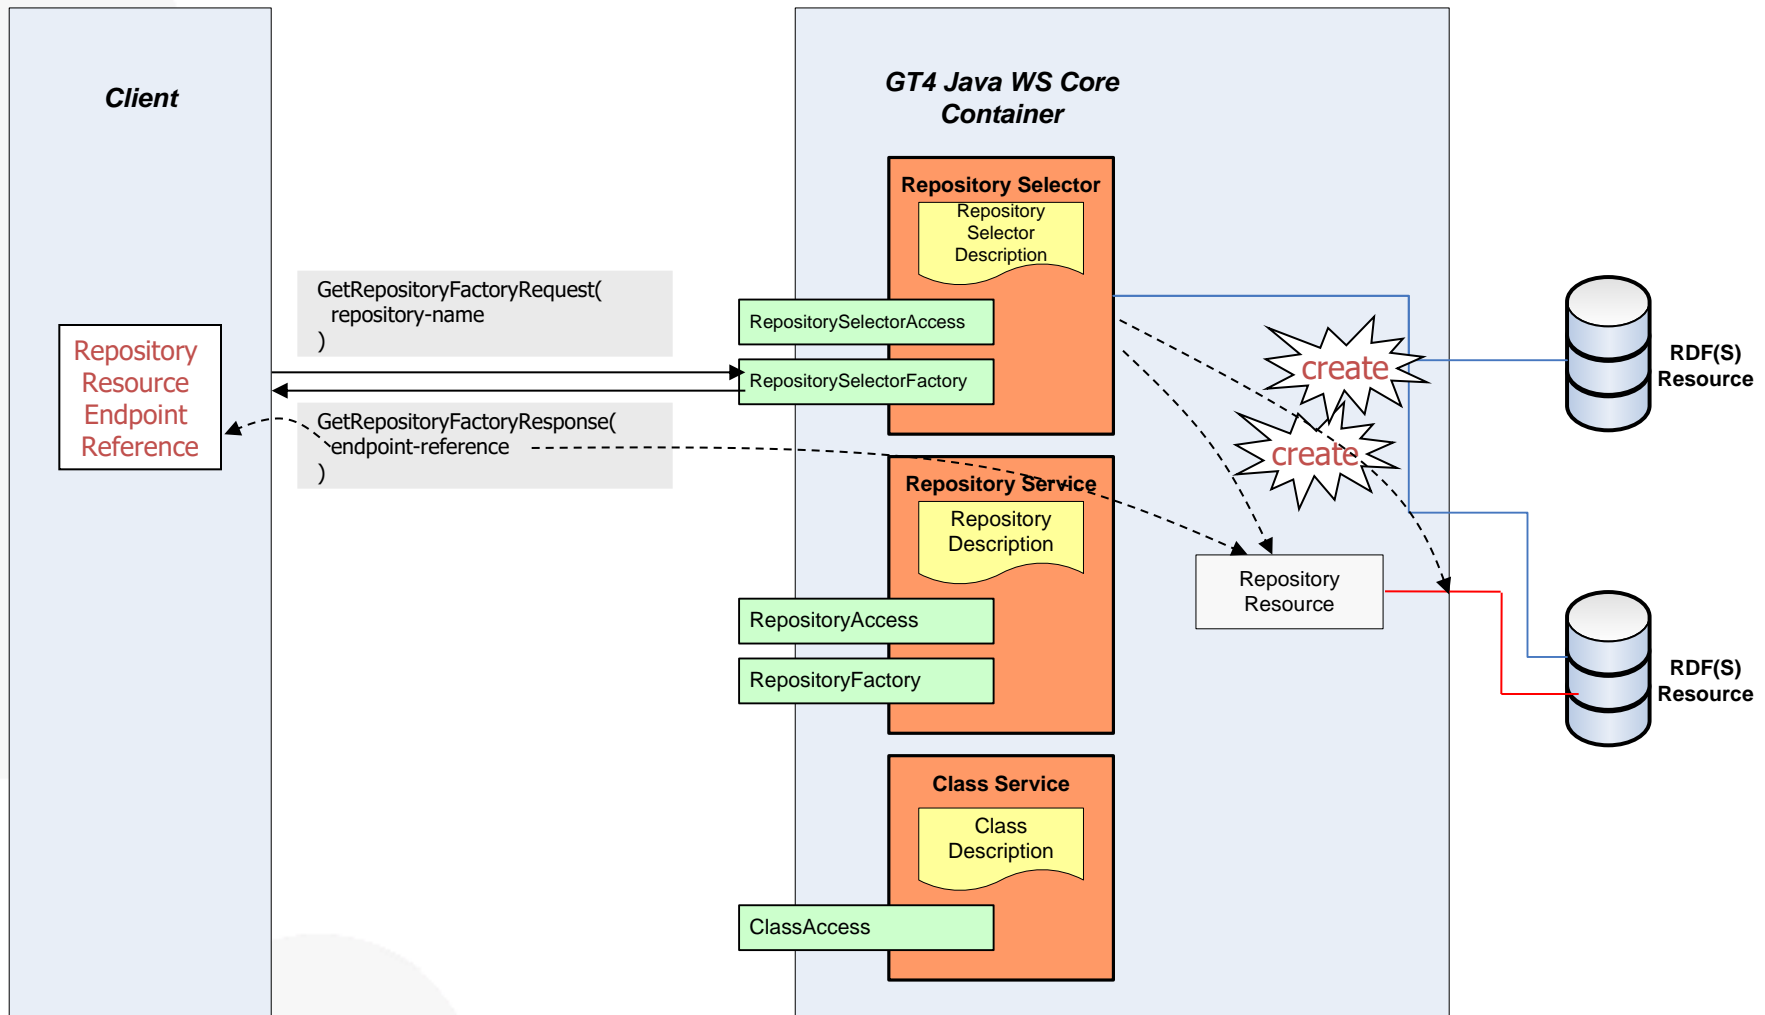 Client
GT4 Java WS Core
Container
Repository Selector
Repository
Selector
Description
GetRepositoryFactoryRequest(
repository-name
)
RepositorySelectorAccess
RepositorySelectorFactory
Repository
Resource
Endpoint
Reference
GetRepositoryFactoryResponse(
endpoint-reference
)
create
create
RDF(S)
Resource
Repository Service
Repository
Description
RepositoryAccess
RepositoryFactory
Repository
Resource
RDF(S)
Resource
Class Service
Class
Description
ClassAccess